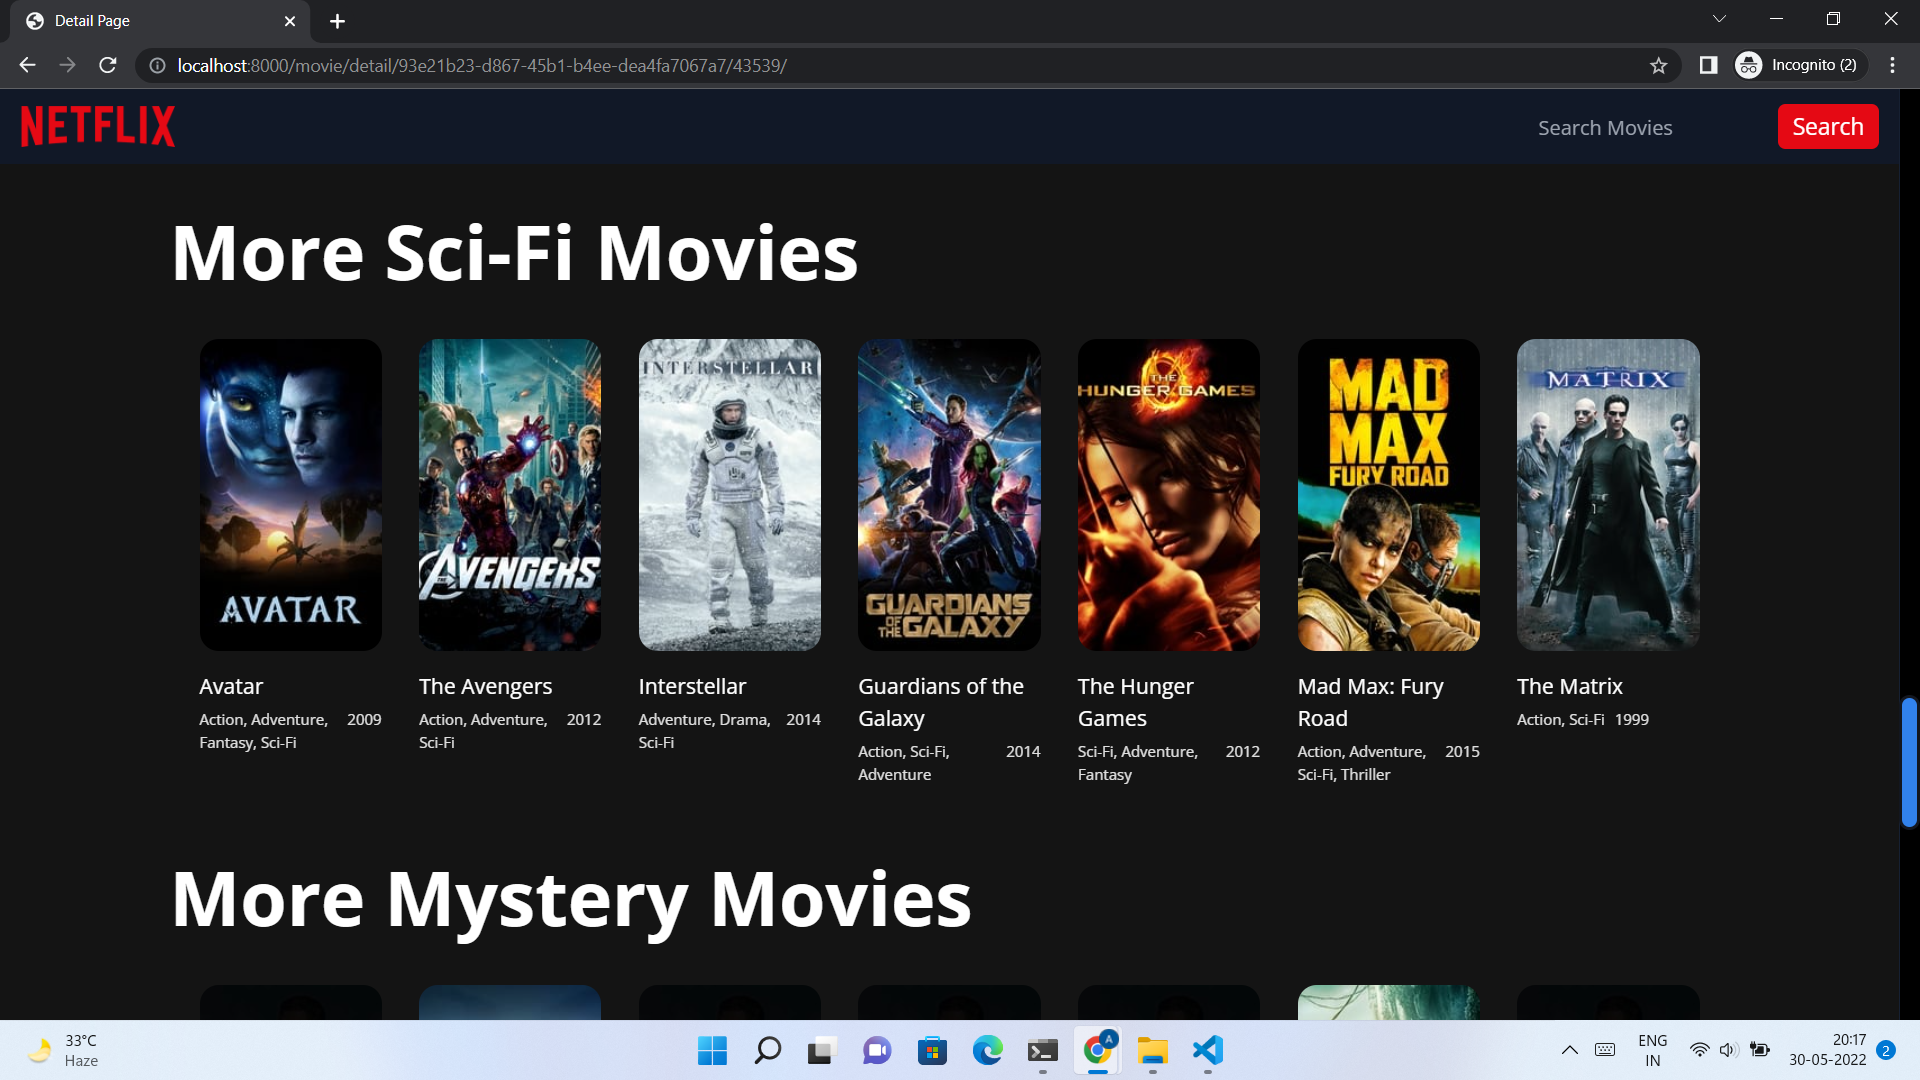 Detail Page
localhost:8000/movie/detail/93e21b23-d867-45b1-b4ee-dea4fa7067a7/43539/
Incognito (2)
NETFLIX
Search Movies
Search
More Sci-Fi Movies
AVATAR
AVENGERS
INTERSTELLAR
GUARDIANS
OF THE GALAXY
THE
HUNGER GAMES
MAD
MAX
FURY ROAD
MATRIX
Avatar
Action, Adventure, 2009
Fantasy, Sci-Fi
The Avengers
Action, Adventure, 2012
Sci-Fi
Interstellar
Adventure, Drama, 2014
Sci-Fi
Guardians of the
Galaxy
Action, Sci-Fi, 2014
Adventure
The Hunger
Games
Sci-Fi, Adventure, 2012
Fantasy
Mad Max: Fury
Road
Action, Adventure, 2015
Sci-Fi, Thriller
The Matrix
Action, Sci-Fi 1999
More Mystery Movies
33°C
Haze
A
ENG
IN
20:17
30-05-2022
2